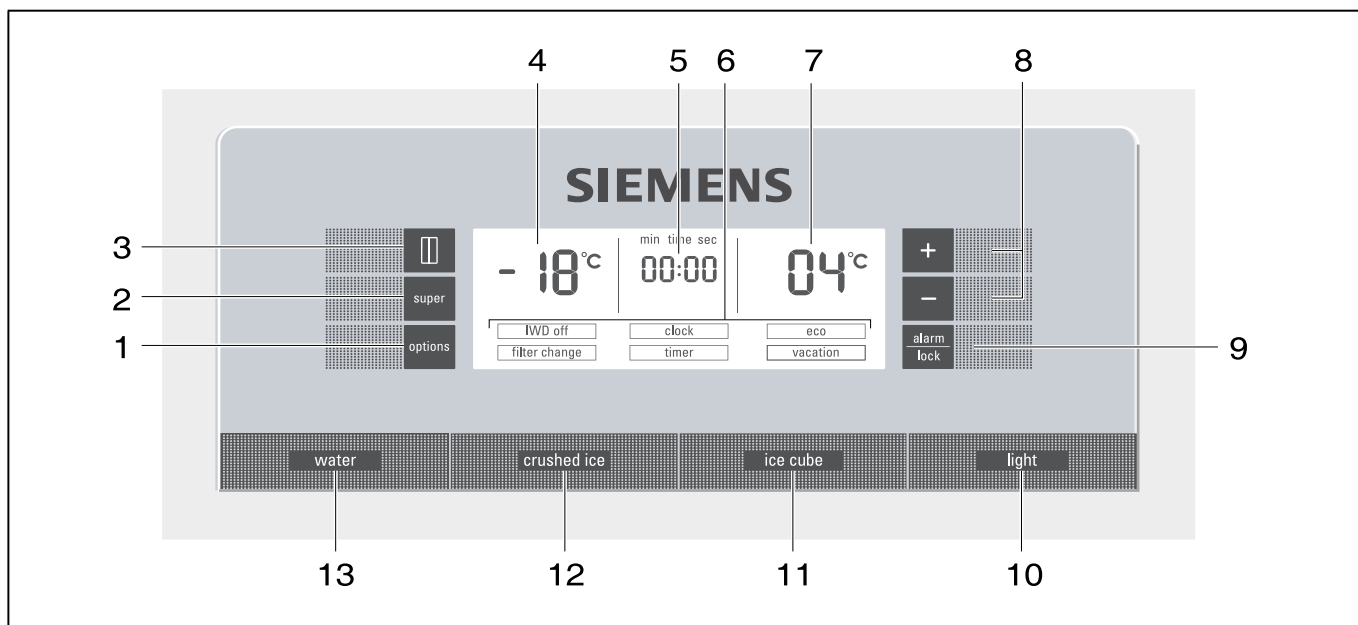 4 5 6 7 8
SIEMENS
min time sec
3 -18°C 00:00 04°C +
2 super −
IWD off clock eco
1 options filter change timer vacation alarm lock 9
water crushed ice ice cube light
13 12 11 10